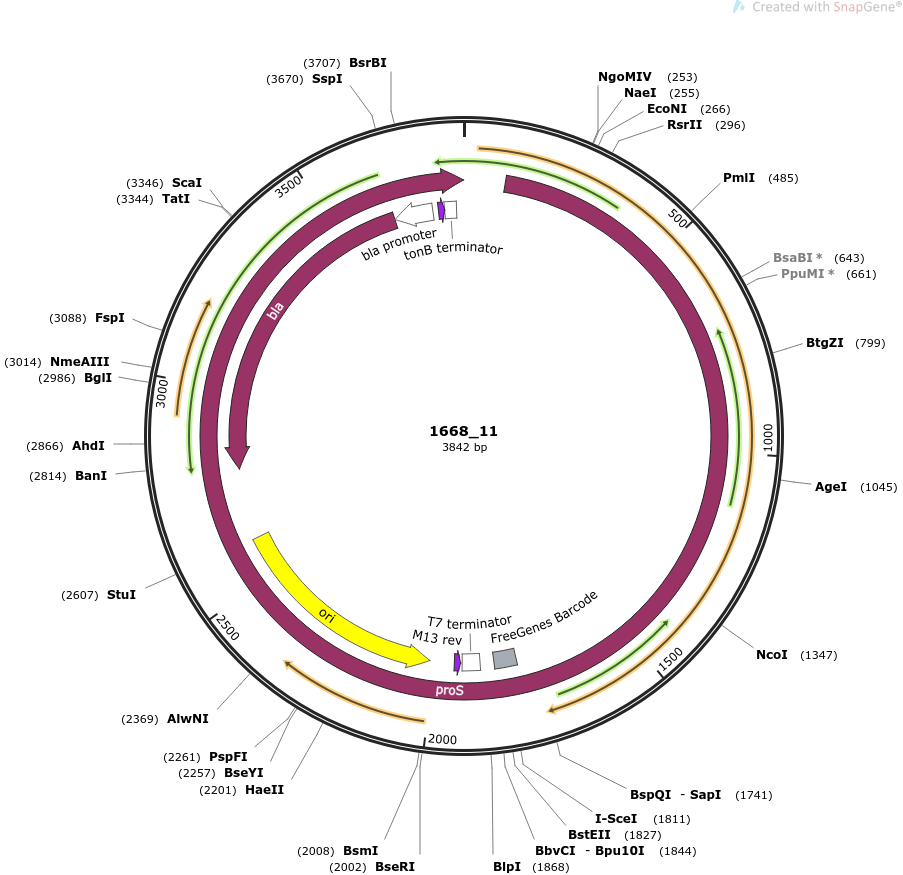 Created with SnapGene®
(3707) BsrBI
(3670) SspI
NgoMIV (253)
NaeI (255)
EcoNI (266)
RsrII (296)
(3346) ScaI
(3344) TatI
3500
PmlI (485)
500
bla promoter
tonB terminator
BsaBI * (643)
PpuMI * (661)
bla
(3088) FspI
BtgZI (799)
(3014) NmeAIII
(2986) BglI
3000
1668_11
3842 bp
1000
(2866) AhdI
(2814) BanI
AgeI (1045)
(2607) StuI
ori
T7 terminator
M13 rev
FreeGenes Barcode
2500
1500
NcoI (1347)
proS
(2369) AlwNI
2000
(2261) PspFI
(2257) BseYI
(2201) HaeII
BspQI - SapI (1741)
I-SceI (1811)
BstEII (1827)
(2008) BsmI
BbvCI - Bpu10I (1844)
(2002) BseRI
BlpI (1868)